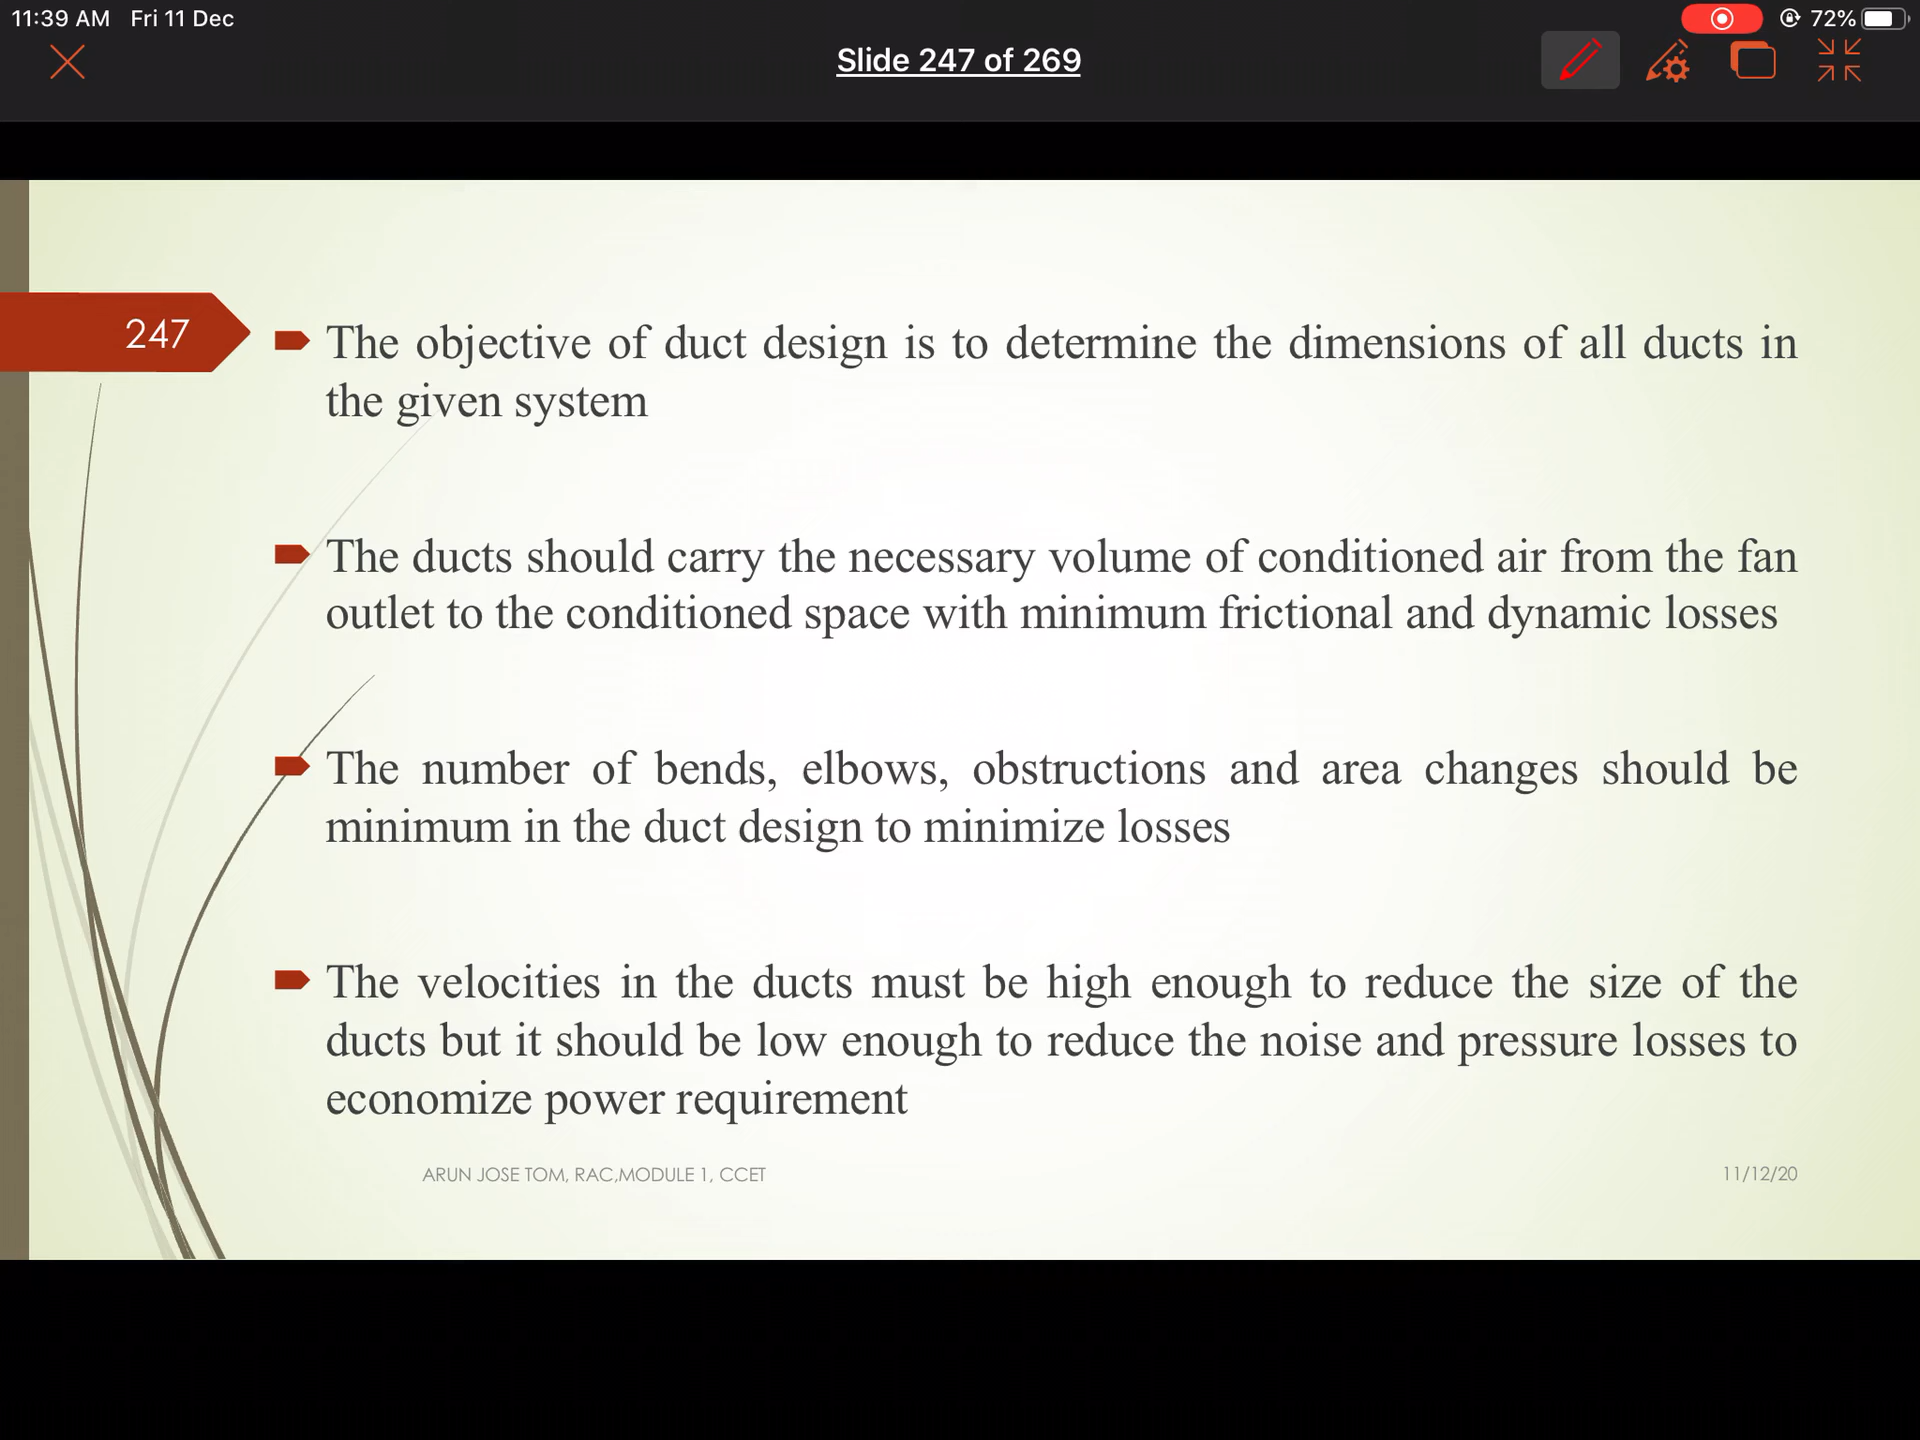 11:39 AM Fri 11 Dec
72%
Slide 247 of 269
247
The objective of duct design is to determine the dimensions of all ducts in
the given system
The ducts should carry the necessary volume of conditioned air from the fan
outlet to the conditioned space with minimum frictional and dynamic losses
The number of bends, elbows, obstructions and area changes should be
minimum in the duct design to minimize losses
The velocities in the ducts must be high enough to reduce the size of the
ducts but it should be low enough to reduce the noise and pressure losses to
economize power requirement
ARUN JOSE TOM, RAC,MODULE 1, CCET
11/12/20